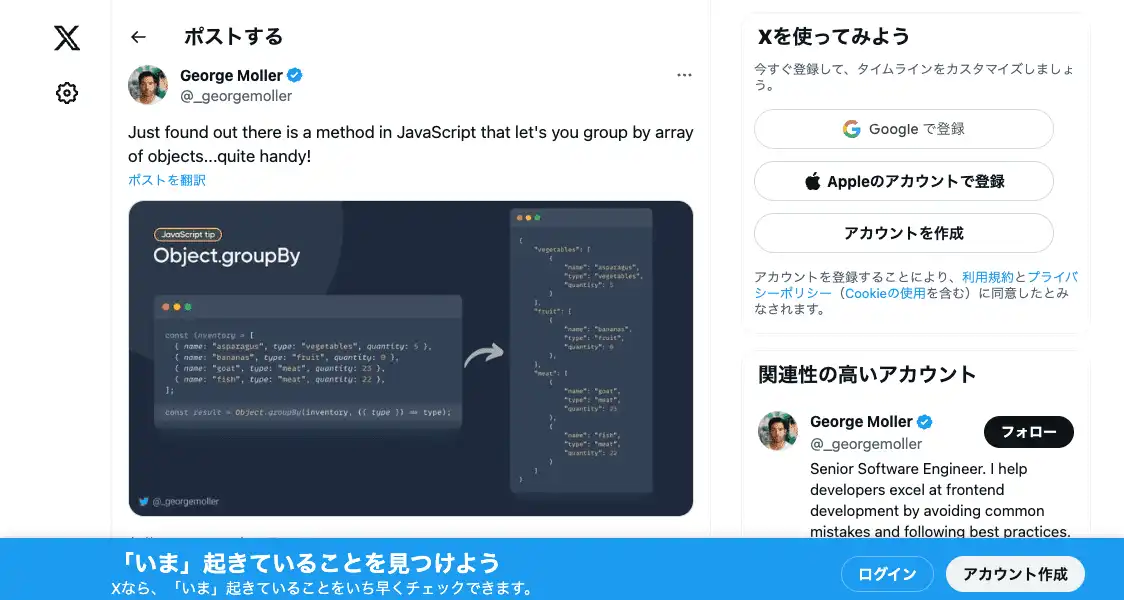 ポストする
George Moller
@_georgemoller
Just found out there is a method in JavaScript that let's you group by array
of objects...quite handy!
ポストを翻訳
JavaScript tip
Object.groupBy
const inventory = [
{ name: "asparagus", type: "vegetables", quantity: 5 },
{ name: "bananas", type: "fruit", quantity: 0 },
{ name: "goat", type: "meat", quantity: 23 },
{ name: "fish", type: "meat", quantity: 22 },
];
const result = Object.groupBy(inventory, ({ type }) => type);
{
"vegetables": [
{
"name": "asparagus",
"type": "vegetables",
"quantity": 5
}
],
"fruit": [
{
"name": "bananas",
"type": "fruit",
"quantity": 0
},
],
"meat": [
{
"name": "goat",
"type": "meat",
"quantity": 23
},
{
"name": "fish",
"type": "meat",
"quantity": 22
}
]
}
@_georgemoller
Xを使ってみよう
今すぐ登録して、タイムラインをカスタマイズしましょ
う。
Google で登録
Appleのアカウントで登録
アカウントを作成
アカウントを登録することにより、利用規約とプライバ
シーポリシー（Cookieの使用を含む）に同意したとみ
なされます。
関連性の高いアカウント
George Moller
@_georgemoller
フォロー
Senior Software Engineer. I help
developers excel at frontend
development by avoiding common
mistakes and following best practices.
「いま」起きていることを見つけよう
Xなら、「いま」起きていることをいち早くチェックできます。
ログイン
アカウント作成